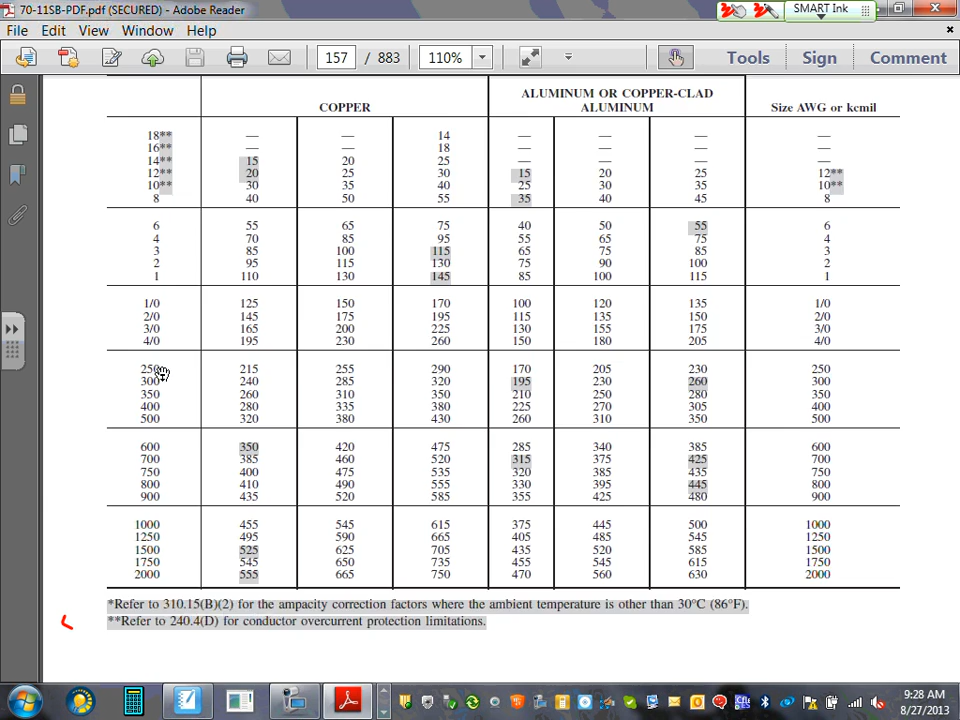 70-11SB-PDF.pdf (SECURED) - Adobe Reader
SMART Ink
File Edit View Window Help
157 / 883 110% Tools Sign Comment
COPPER ALUMINUM OR COPPER-CLAD ALUMINUM Size AWG or kcmil
18** — — 14 — — — —
16** — — 18 — — — —
14** 15 20 25 — — — —
12** 20 25 30 15 20 25 12**
10** 30 35 40 25 30 35 10**
8 40 50 55 35 40 45 8
6 55 65 75 40 50 55 6
4 70 85 95 55 65 75 4
3 85 100 115 65 75 85 3
2 95 115 130 75 90 100 2
1 110 130 145 85 100 115 1
1/0 125 150 170 100 120 135 1/0
2/0 145 175 195 115 135 150 2/0
3/0 165 200 225 130 155 175 3/0
4/0 195 230 260 150 180 205 4/0
250 215 255 290 170 205 230 250
300 240 285 320 195 230 260 300
350 260 310 350 210 250 280 350
400 280 335 380 225 270 305 400
500 320 380 430 260 310 350 500
600 350 420 475 285 340 385 600
700 385 460 520 315 375 425 700
750 400 475 535 320 385 435 750
800 410 490 555 330 395 445 800
900 435 520 585 355 425 480 900
1000 455 545 615 375 445 500 1000
1250 495 590 665 405 485 545 1250
1500 525 625 705 435 520 585 1500
1750 545 650 735 455 545 615 1750
2000 555 665 750 470 560 630 2000
*Refer to 310.15(B)(2) for the ampacity correction factors where the ambient temperature is other than 30°C (86°F).
**Refer to 240.4(D) for conductor overcurrent protection limitations.
9:28 AM
8/27/2013